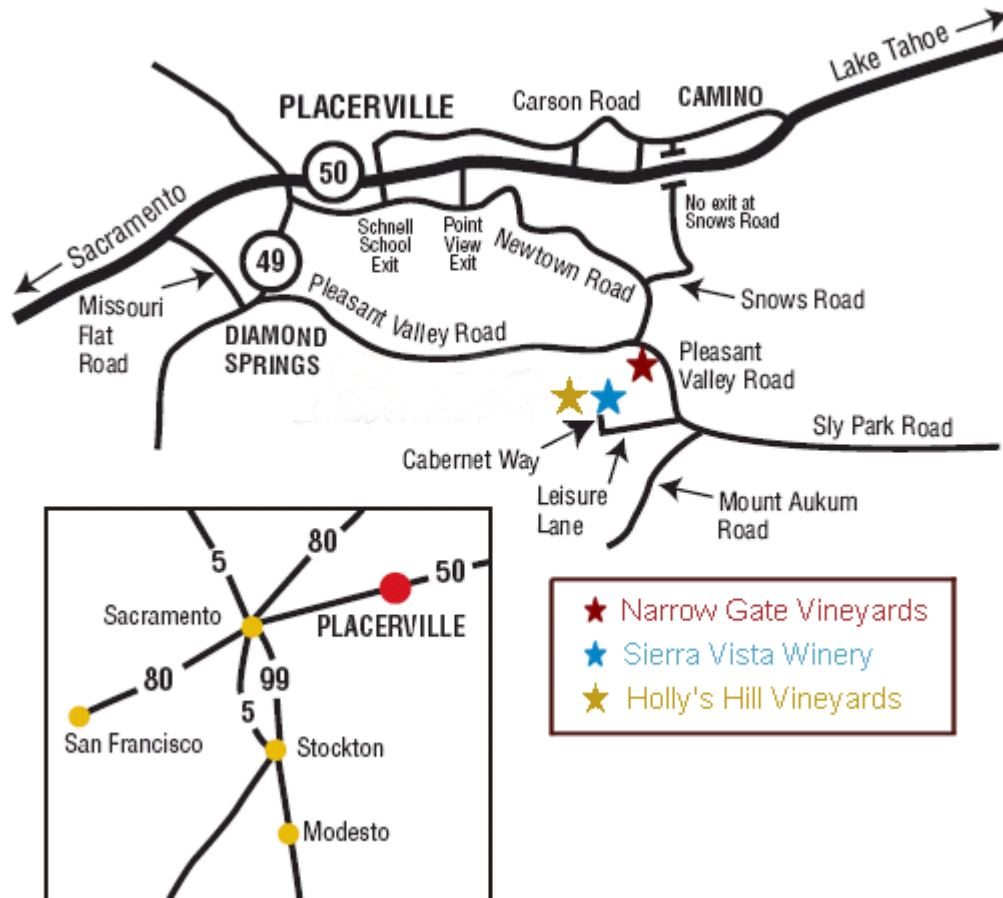 Lake Tahoe
PLACERVILLE
Carson Road
CAMINO
50
Sacramento
No exit at
Snows Road
Schnell
School
Exit
Point
View
Exit
Newtown Road
49
Missouri
Flat
Road
Pleasant Valley Road
Snows Road
DIAMOND
SPRINGS
Pleasant
Valley Road
Sly Park Road
Cabernet Way
Leisure
Lane
Mount Aukum
Road
5
80
50
Sacramento
PLACERVILLE
80
99
5
San Francisco
Stockton
Modesto
Narrow Gate Vineyards
Sierra Vista Winery
Holly's Hill Vineyards